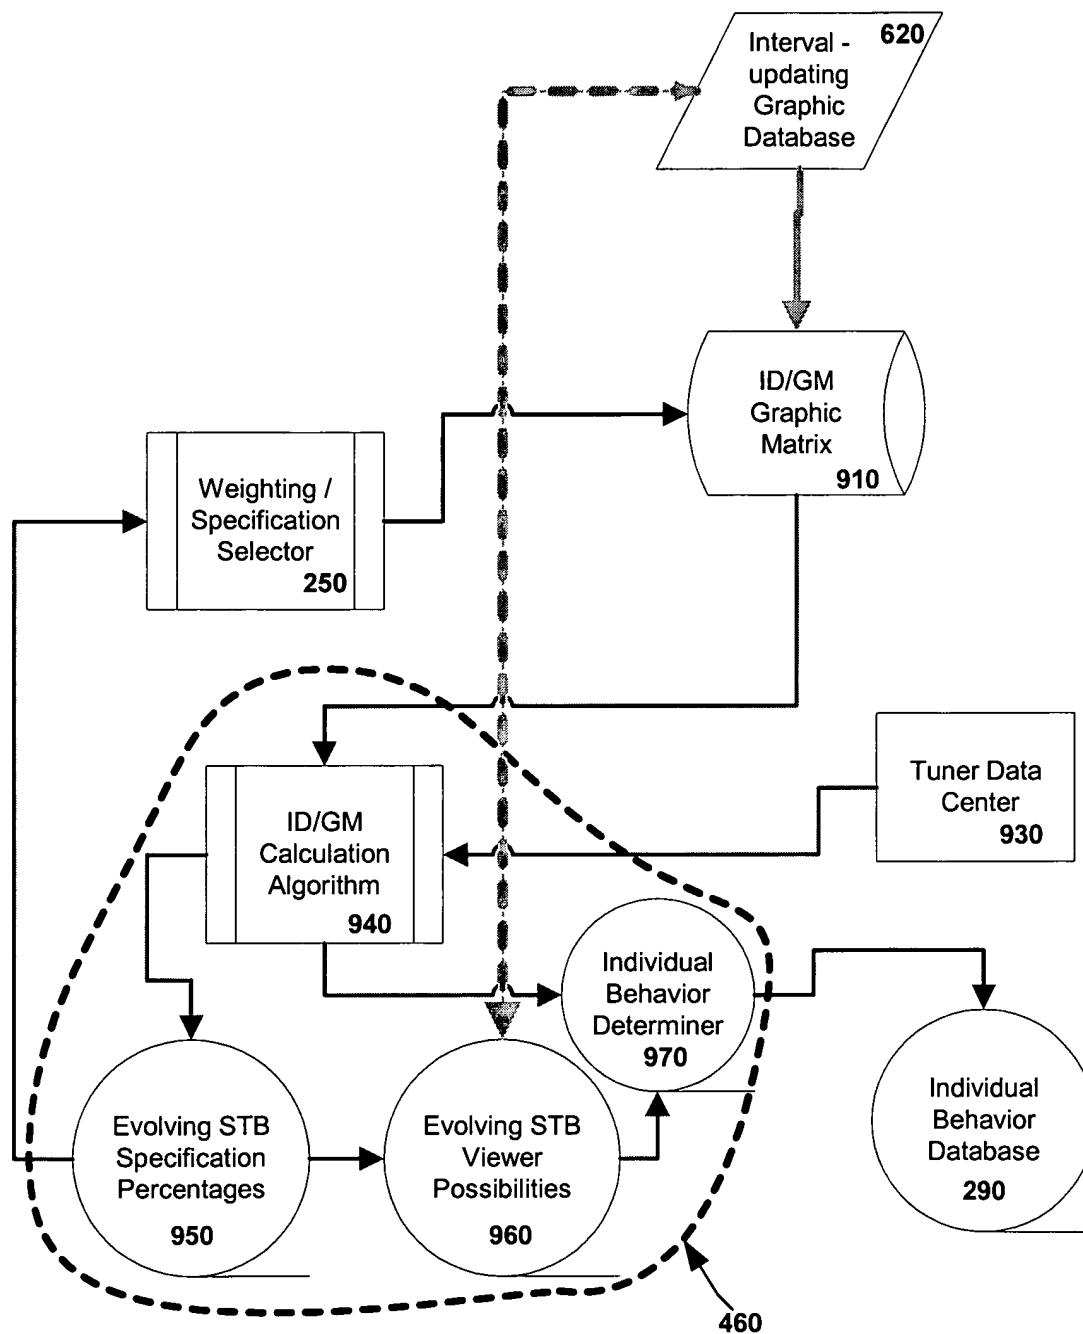 620
Interval -
updating
Graphic
Database
ID/GM
Graphic
Matrix
910
Weighting /
Specification
Selector
250
Tuner Data
Center
930
ID/GM
Calculation
Algorithm
940
Individual
Behavior
Determiner
970
Evolving STB
Specification
Percentages
950
Evolving STB
Viewer
Possibilities
960
Individual
Behavior
Database
290
460